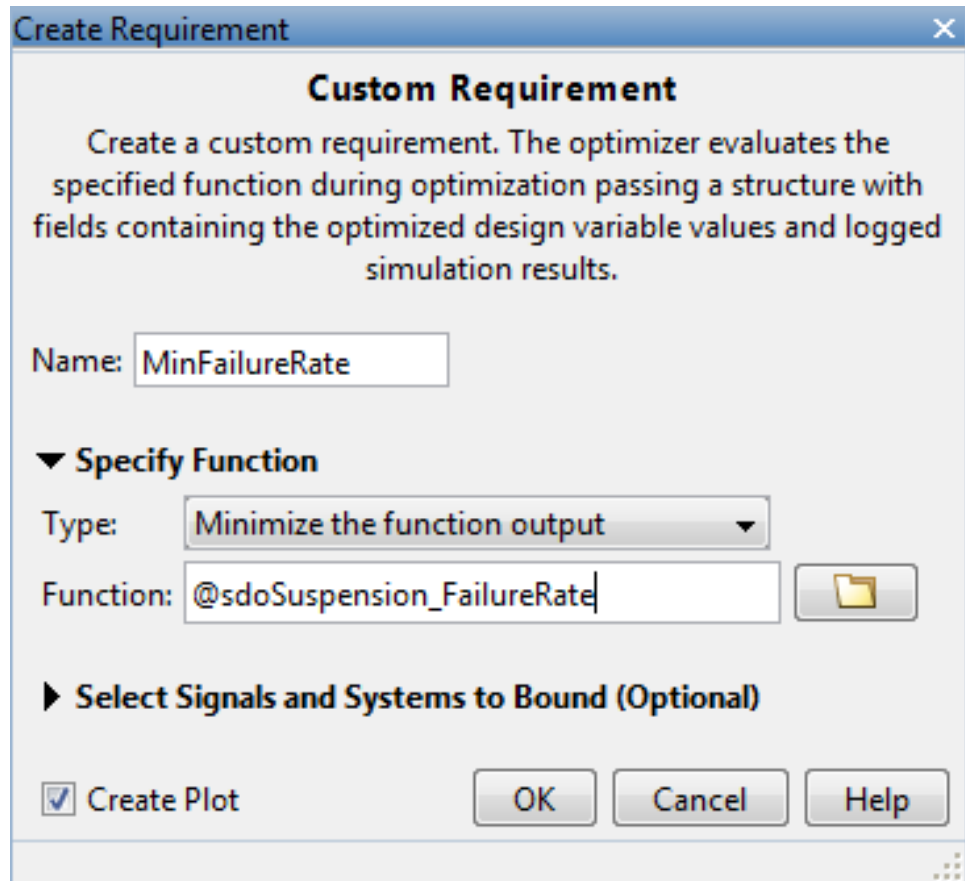 Create Requirement
Custom Requirement
Create a custom requirement. The optimizer evaluates the
specified function during optimization passing a structure with
fields containing the optimized design variable values and logged
simulation results.
Name: MinFailureRate
Specify Function
Type: Minimize the function output
Function: @sdoSuspension_FailureRate
Select Signals and Systems to Bound (Optional)
Create Plot OK Cancel Help